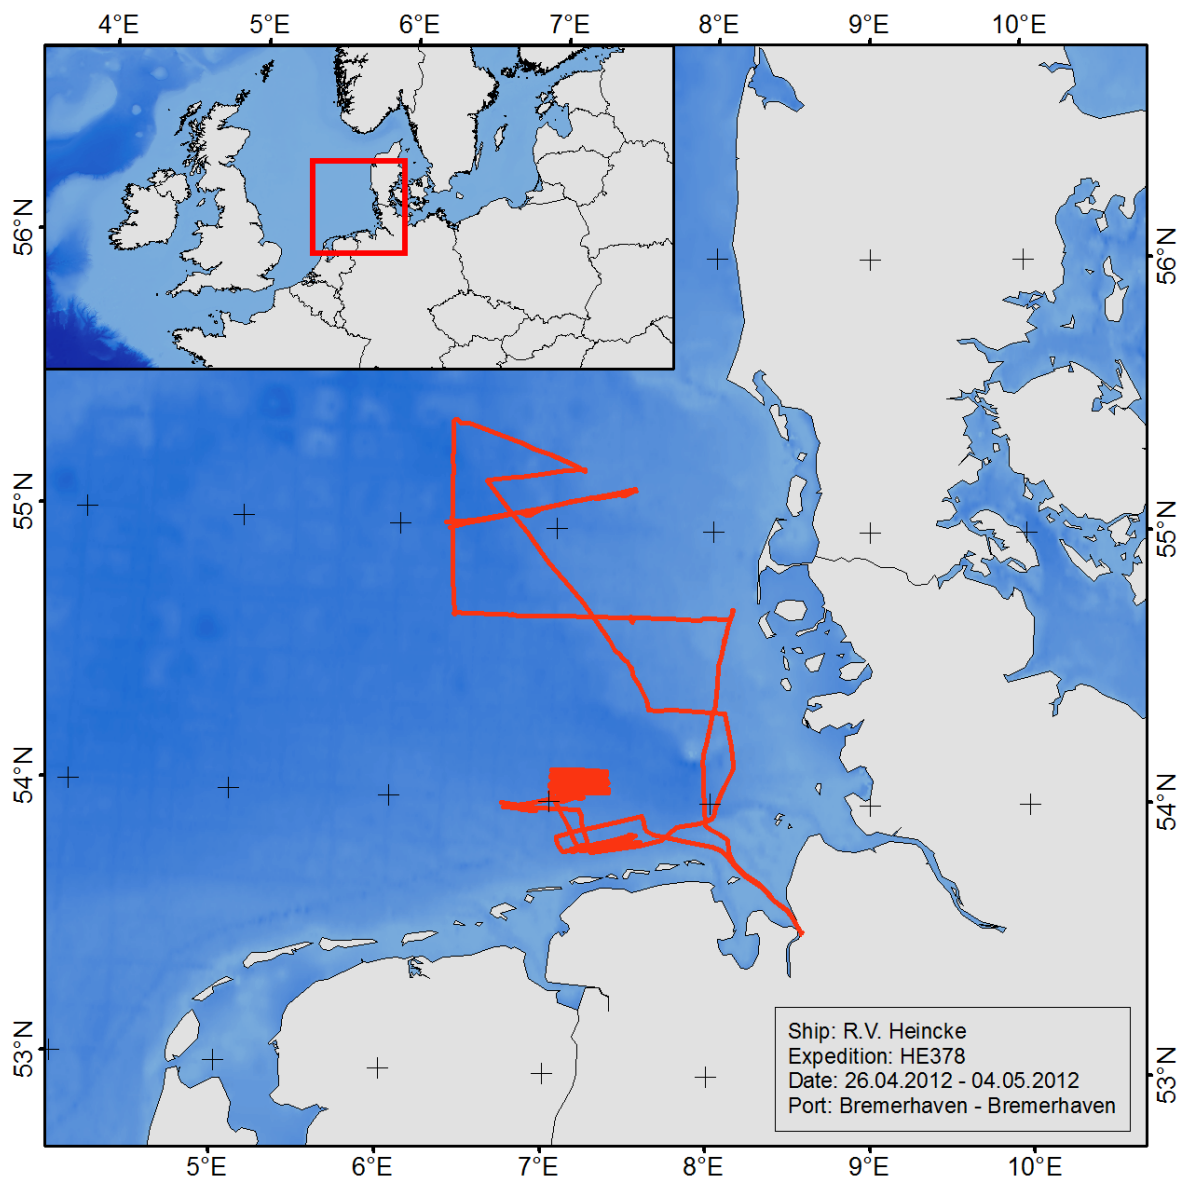 4°E 5°E 6°E 7°E 8°E 9°E 10°E
56°N 56°N
55°N 55°N
54°N 54°N
53°N 53°N
Ship: R.V. Heincke
Expedition: HE378
Date: 26.04.2012 - 04.05.2012
Port: Bremerhaven - Bremerhaven
5°E 6°E 7°E 8°E 9°E 10°E